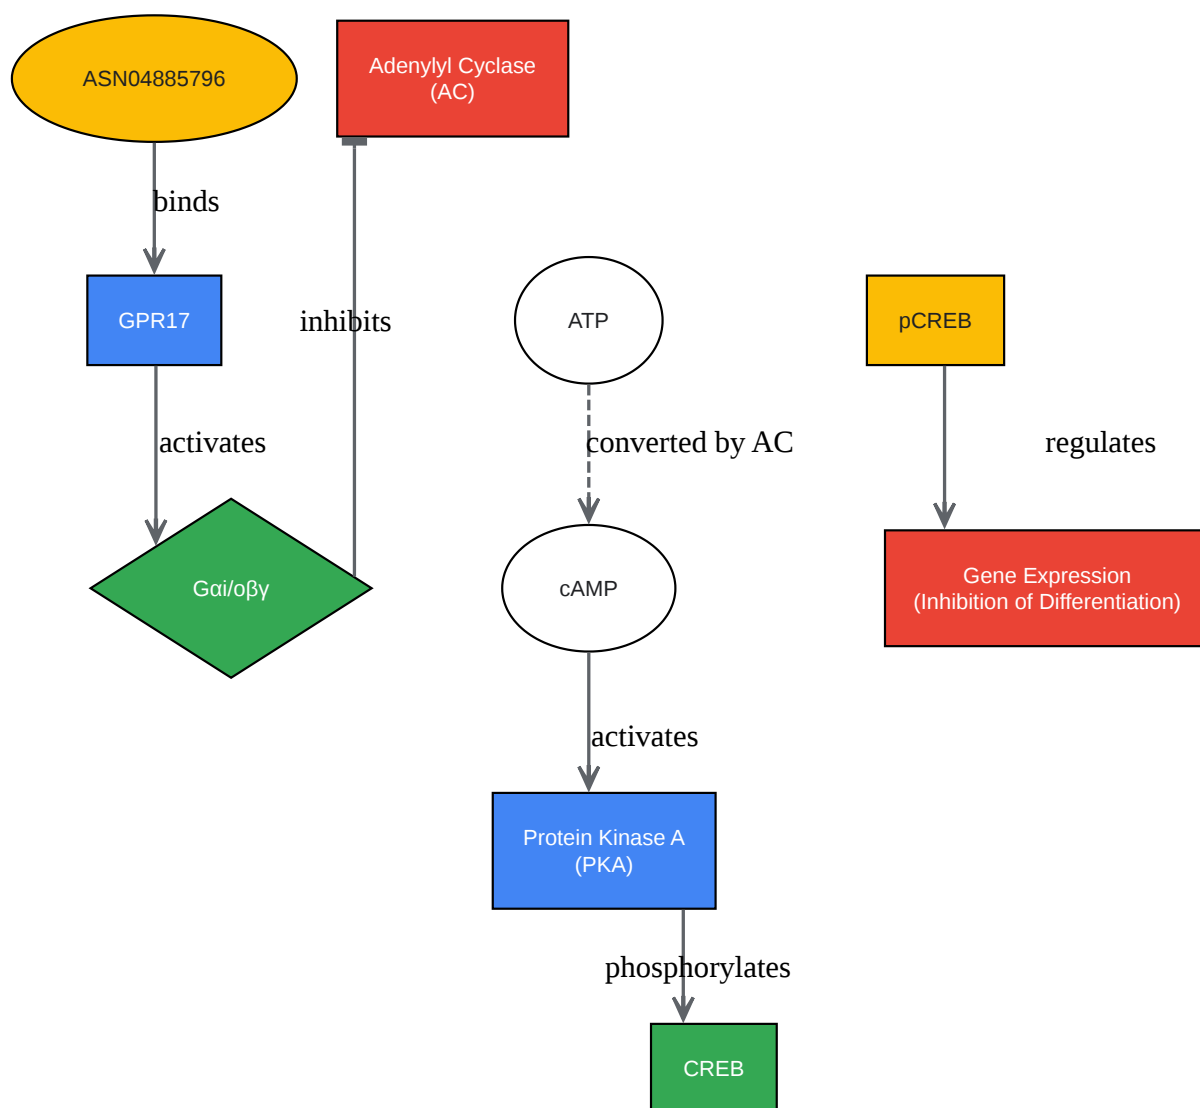 ASN04885796
Adenylyl Cyclase
(AC)
binds
GPR17
inhibits
ATP
pCREB
activates
converted by AC
regulates
Gαi/oβγ
cAMP
Gene Expression
(Inhibition of Differentiation)
activates
Protein Kinase A
(PKA)
phosphorylates
CREB